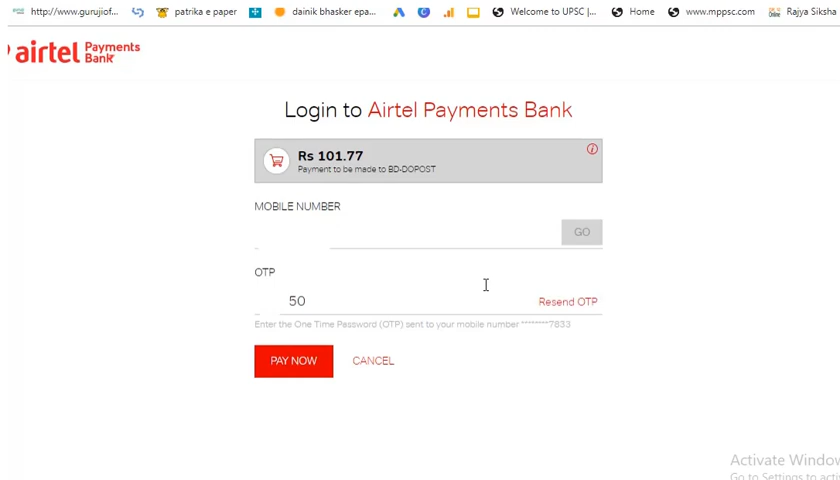 http://www.gurujiof... patrika e paper dainik bhasker epa... Welcome to UPSC |... Home www.mppsc.com Rajya Siksha
airtel Payments Bank
Login to Airtel Payments Bank
Rs 101.77
Payment to be made to BD-DOPOST
MOBILE NUMBER
GO
OTP
50 Resend OTP
Enter the One Time Password (OTP) sent to your mobile number ********7833
PAY NOW CANCEL
Activate Window
Go to Settings to acti